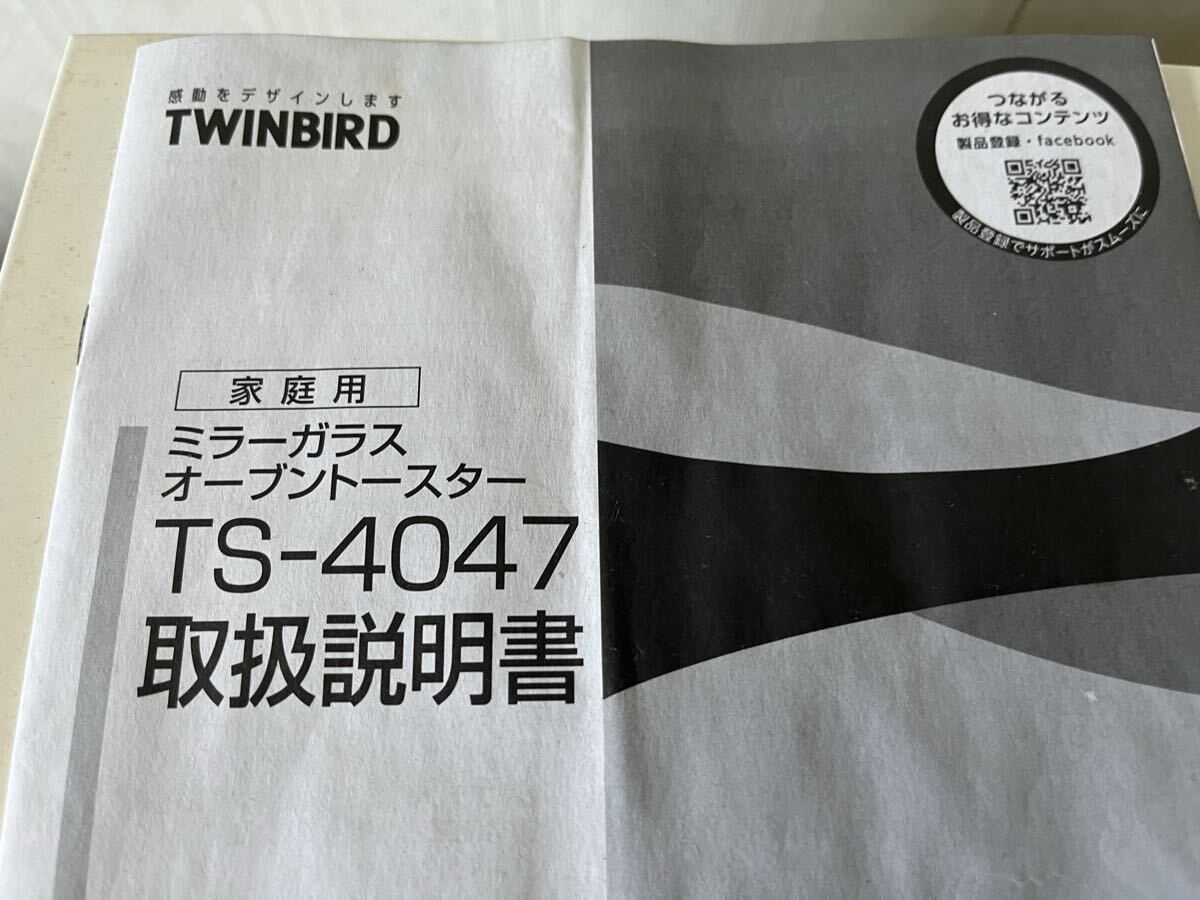 感動をデザインします
TWINBIRD
つながる
お得なコンテンツ
製品登録・facebook
製品登録でサポートがスムーズに
家庭用
ミラーガラス
オーブントースター
TS-4047
取扱説明書